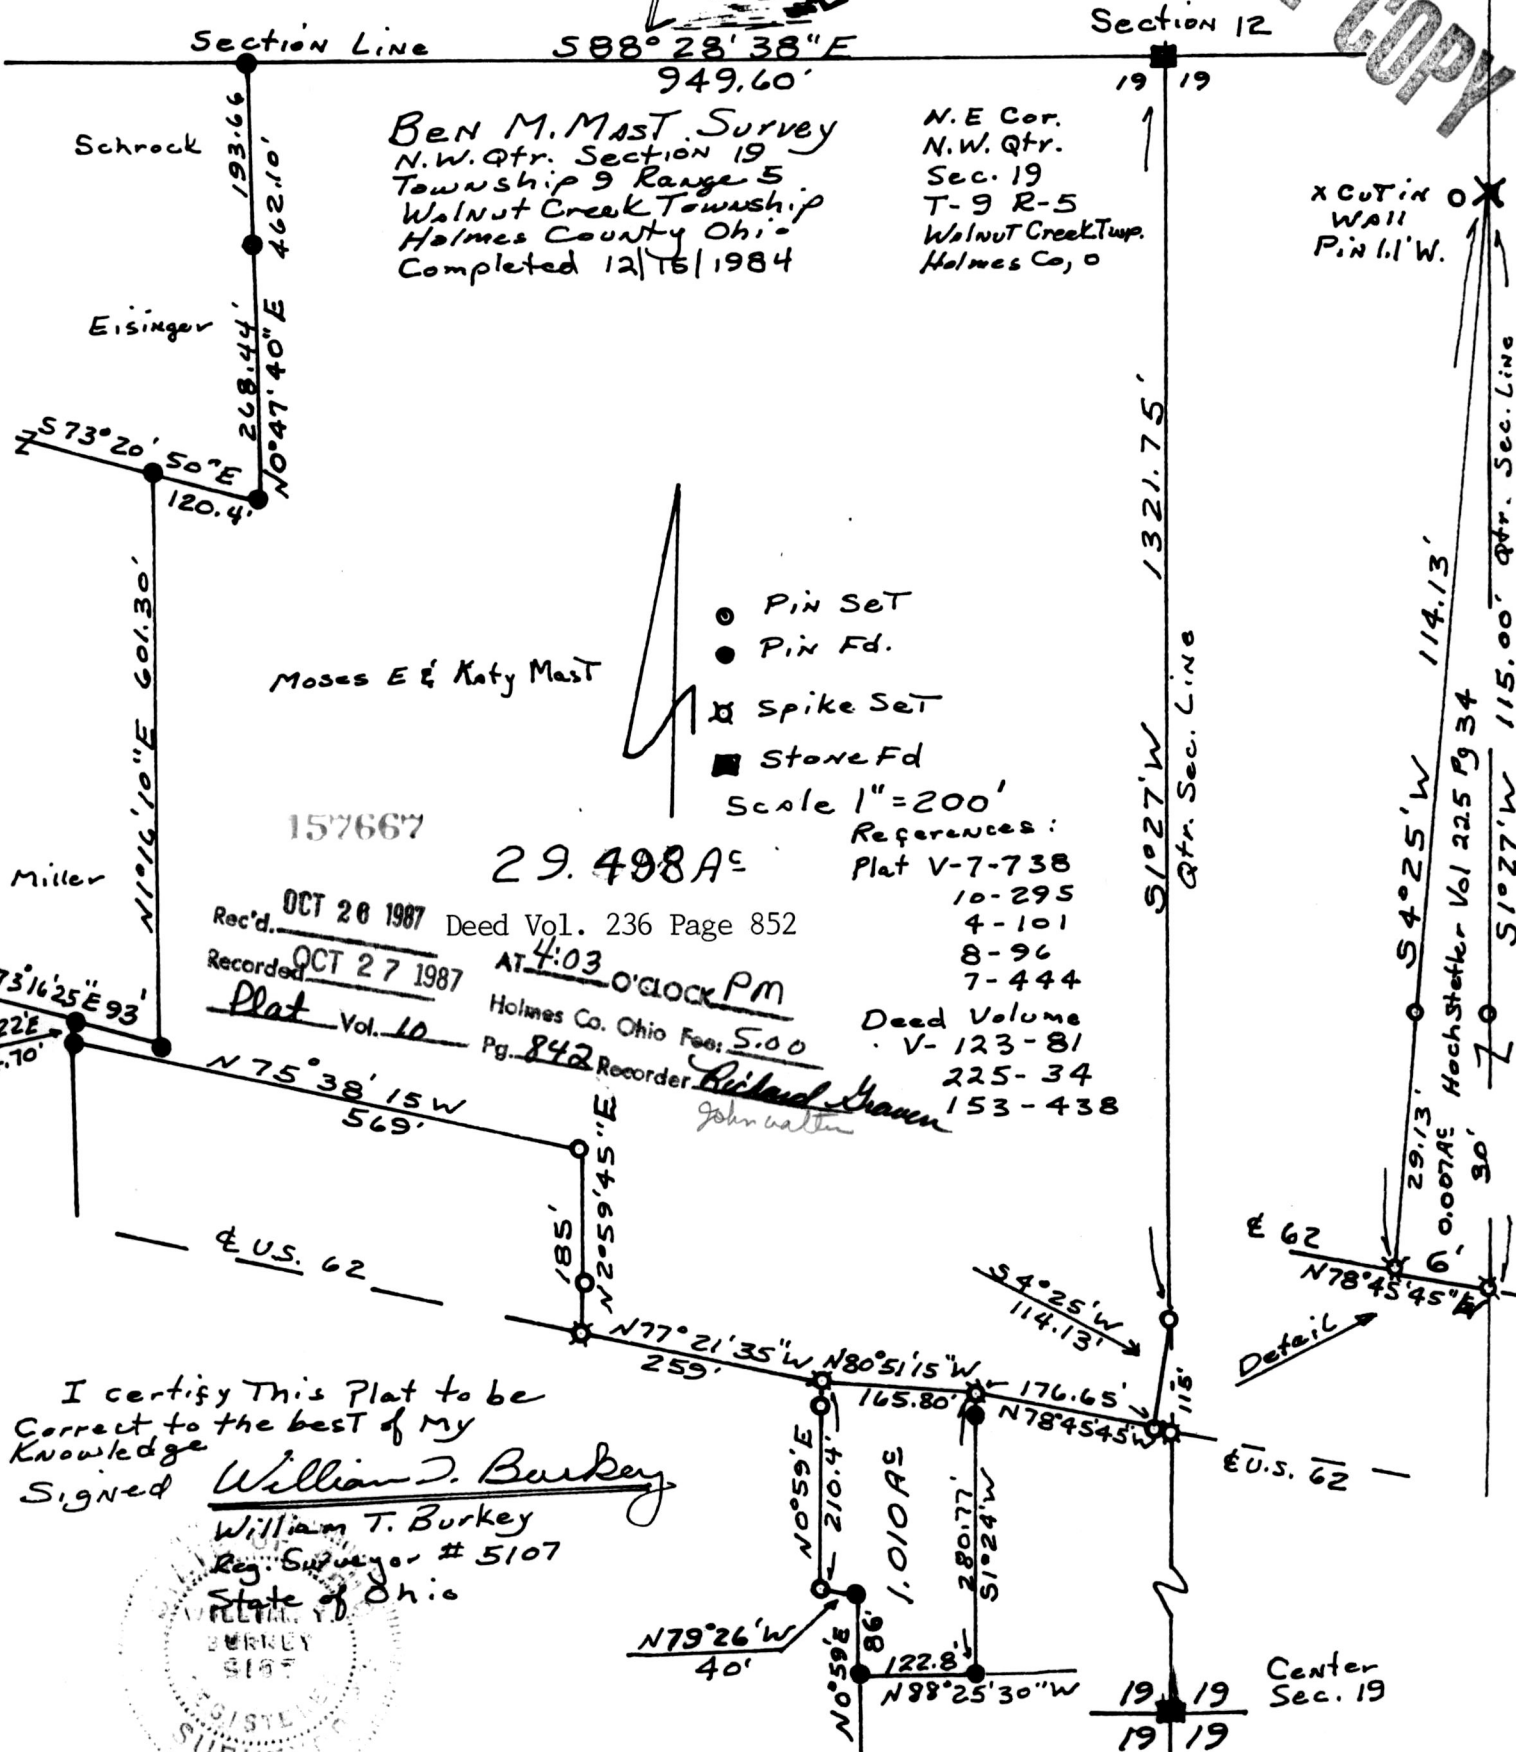 COPY
Section Line
S88° 28' 38"E
949.60'
Section 12
19 19
193.66
462.10'
Schrock
Ben M. Mast Survey
N.W. Qtr. Section 19
Township 9 Range 5
Walnut Creek Township
Holmes County Ohio
Completed 12/15/1984
N.E Cor.
N.W. Qtr.
Sec. 19
T-9 R-5
Walnut Creek Twp.
Holmes Co, O
X Cut in
Wall
Pin 1.1' W.
Eisinger
268.44'
N0°47'40"E
S73°20'50"E
120.4'
N1°16'10"E 601.30'
Moses E & Katy Mast
Pin Set
Pin Fd.
Spike Set
Stone Fd
Scale 1"=200'
1321.75'
S1°27'W
Qtr. Sec. Line
114.13'
S4°25'W
Qtr. Sec. Line
115.00'
S1°27'W
Hochstetler Vol 225 Pg 34
0.007Ac
29.13'
30'
157667
29.498Ac
References:
Plat V-7-738
10-295
4-101
8-96
7-444
Deed Volume
V-123-81
225-34
153-438
Miller
Rec'd. OCT 26 1987
Deed Vol. 236 Page 852
Recorded OCT 27 1987 AT 4:03 O'CLOCK PM
Plat Vol. 10 Pg. 842
Holmes Co. Ohio Fee: 5.00
Recorder Richard Graven
73°16'25"E 93'
22'E
.70'
N75°38'15W
569'
185'
N2°59'45"E
℄ U.S. 62
N77°21'35"W
259'
N80°51'15"W
165.80'
176.65'
N78°45'45W
S4°25'W
114.13'
115'
℄ 62
6'
N78°45'45"W
Detail
℄ U.S. 62
I certify This Plat to be
Correct to the best of My
Knowledge
Signed William T. Burkey
William T. Burkey
Reg. Surveyor # 5107
State of Ohio
BURKEY
N0°59'E
210.4'
1.010Ac
280.77'
S1°24'W
N79°26'W
40'
N0°59'E
86'
122.8'
N88°25'30"W
19 19
19 19
Center
Sec. 19